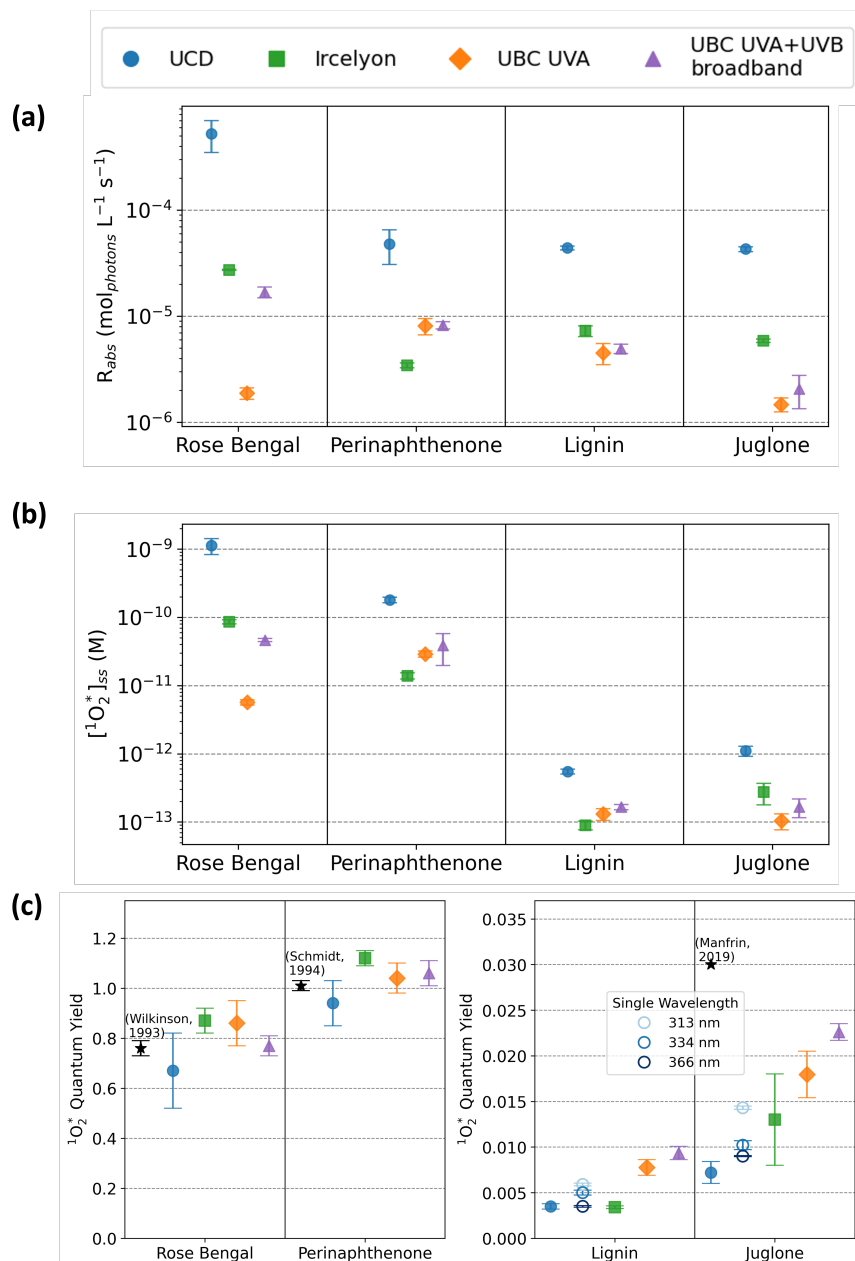 UCD
Ircelyon
UBC UVA
UBC UVA+UVB
broadband
(a)
R_abs (mol_photons L⁻¹ s⁻¹)
10⁻⁴
10⁻⁵
10⁻⁶
Rose Bengal
Perinaphthenone
Lignin
Juglone
(b)
[¹O₂*]ss (M)
10⁻⁹
10⁻¹⁰
10⁻¹¹
10⁻¹²
10⁻¹³
Rose Bengal
Perinaphthenone
Lignin
Juglone
(c)
¹O₂* Quantum Yield
1.2
1.0
0.8
0.6
0.4
0.2
0.0
(Wilkinson,
1993)
(Schmidt,
1994)
Rose Bengal
Perinaphthenone
¹O₂* Quantum Yield
0.035
0.030
0.025
0.020
0.015
0.010
0.005
0.000
(Manfrin,
2019)
Single Wavelength
313 nm
334 nm
366 nm
Lignin
Juglone